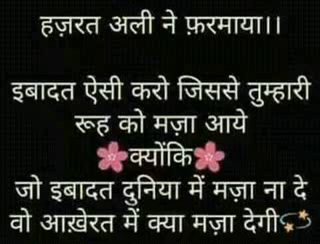 हज़रत अली ने फ़रमाया।।
इबादत ऐसी करो जिससे तुम्हारी
रूह को मज़ा आये
🌸क्योंकि🌸
जो इबादत दुनिया में मज़ा ना दे
वो आख़ेरत में क्या मज़ा देगी💫